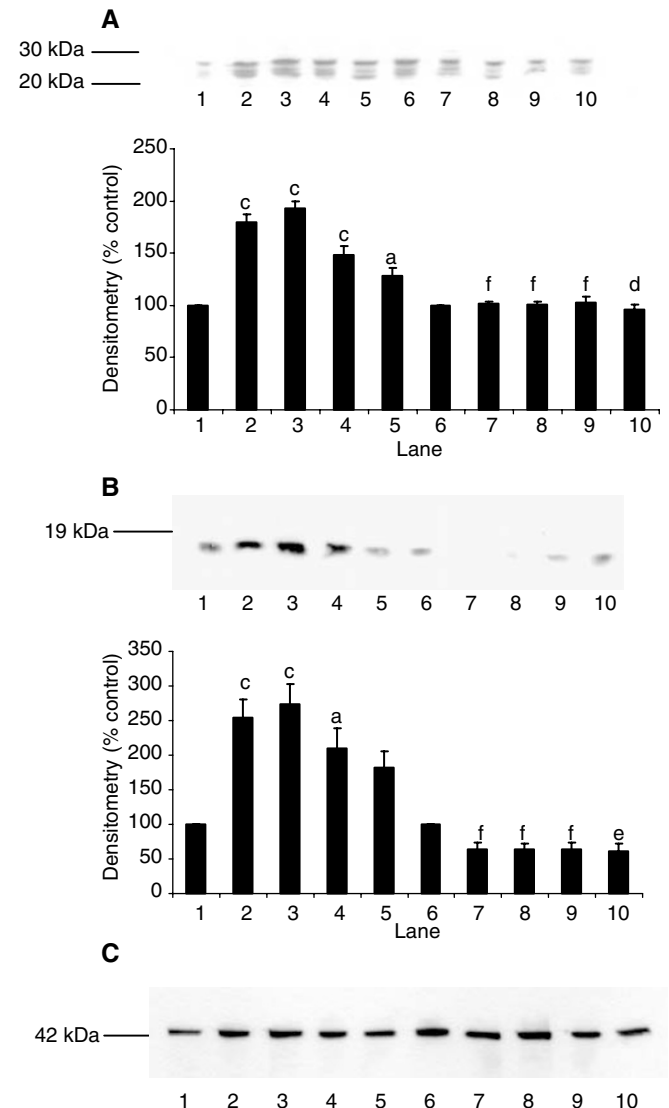 A
30 kDa
20 kDa
1 2 3 4 5 6 7 8 9 10
Densitometry (% control)
250
200
150
100
50
0
c c c a f f f d
1 2 3 4 5 6 7 8 9 10
Lane
B
19 kDa
1 2 3 4 5 6 7 8 9 10
Densitometry (% control)
350
300
250
200
150
100
50
0
c c a f f f e
1 2 3 4 5 6 7 8 9 10
Lane
C
42 kDa
1 2 3 4 5 6 7 8 9 10